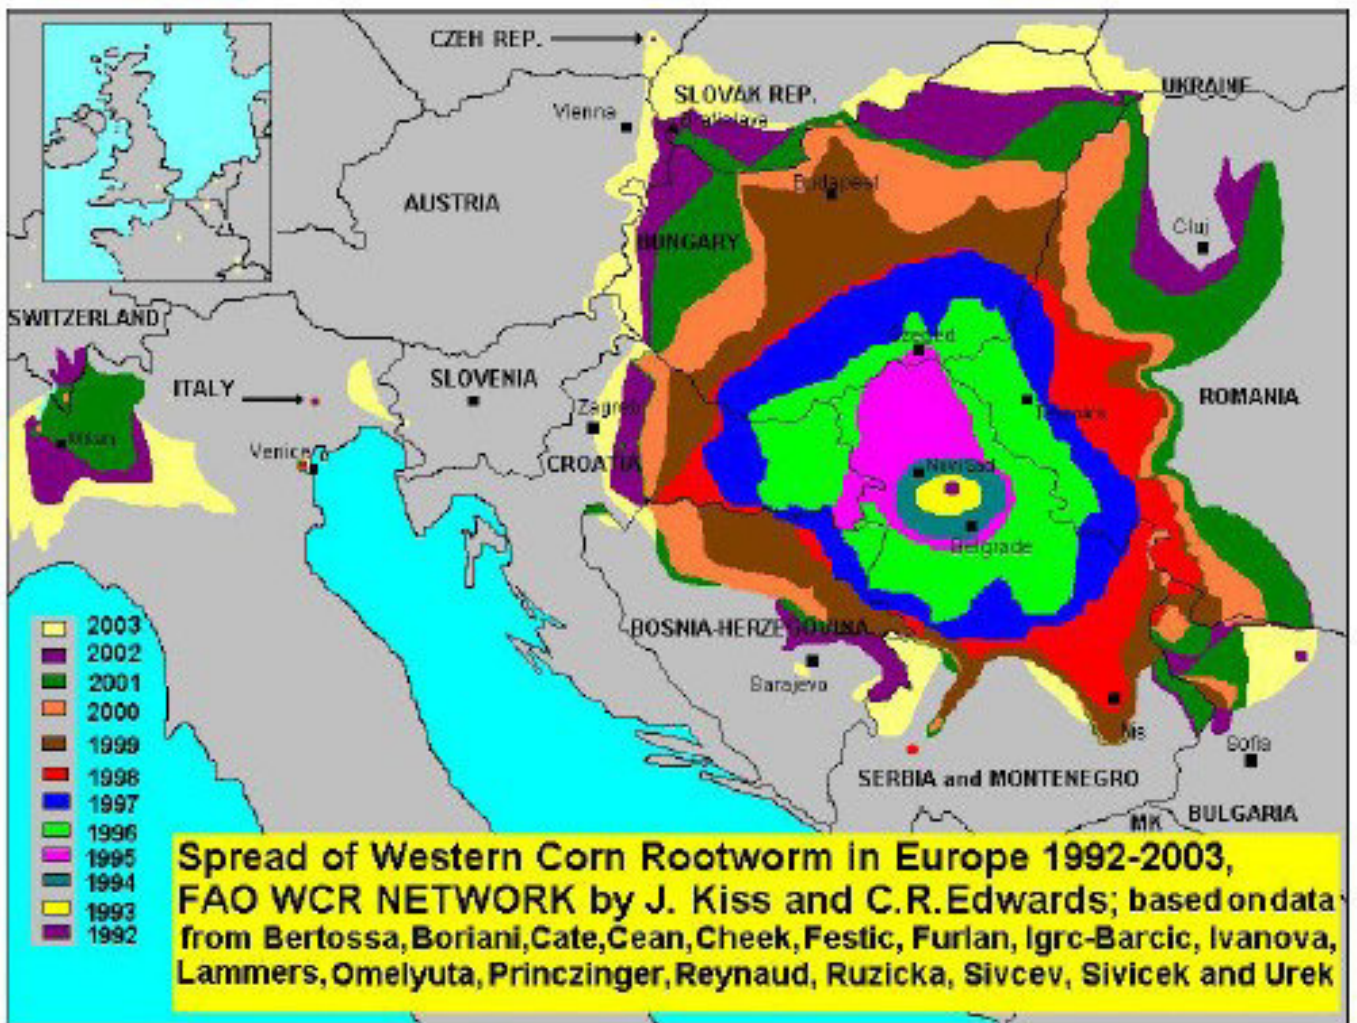 CZEH REP.
SLOVAK REP.
UKRAINE
Vienna
Bratislava
AUSTRIA
Budapest
HUNGARY
Cluj
SWITZERLAND
Szeged
ITALY
SLOVENIA
ROMANIA
Zagreb
Milan
Venice
CROATIA
Novi Sad
Belgrade
BOSNIA-HERZEGOVINA
Sarajevo
Nis
Sofia
SERBIA and MONTENEGRO
MK
BULGARIA
2003
2002
2001
2000
1999
1998
1997
1996
1995
1994
1993
1992
Spread of Western Corn Rootworm in Europe 1992-2003,
FAO WCR NETWORK by J. Kiss and C.R.Edwards; based on data
from Bertossa, Boriani, Cate, Cean, Cheek, Festic, Furlan, Igrc-Barcic, Ivanova,
Lammers, Omelyuta, Princzinger, Reynaud, Ruzicka, Sivcev, Sivicek and Urek